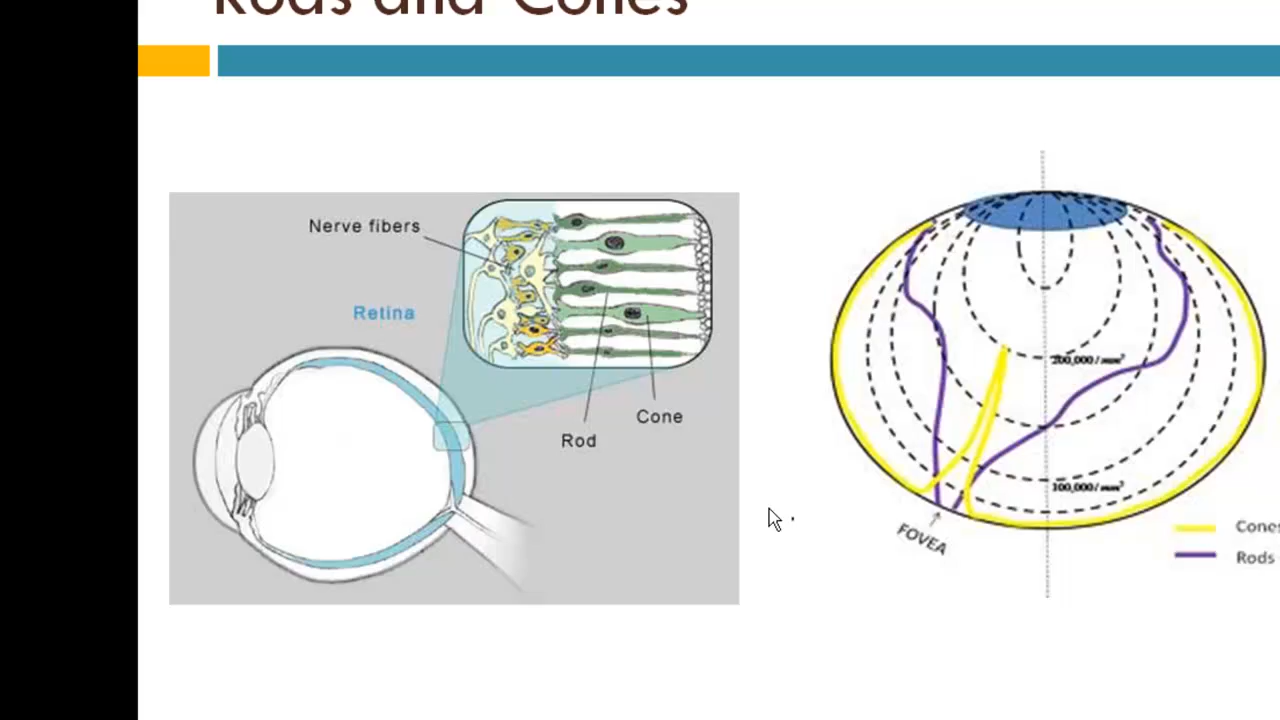 Rods and Cones
Nerve fibers
Retina
Cone
Rod
200,000/mm²
100,000/mm²
FOVEA
Cones
Rods